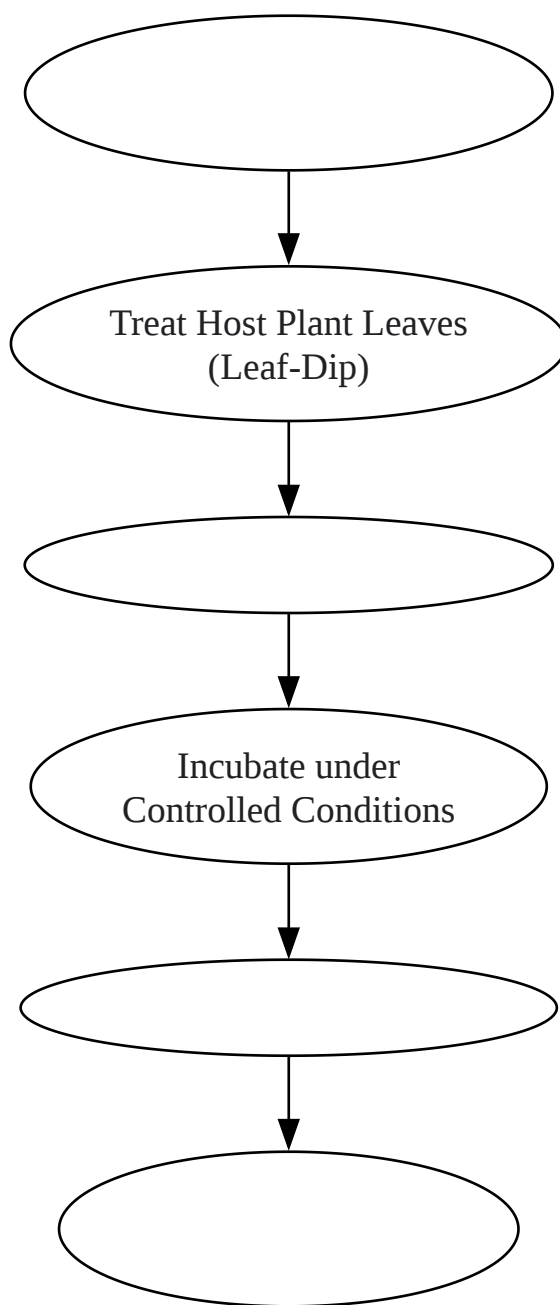 Treat Host Plant Leaves
(Leaf-Dip)
Incubate under
Controlled Conditions